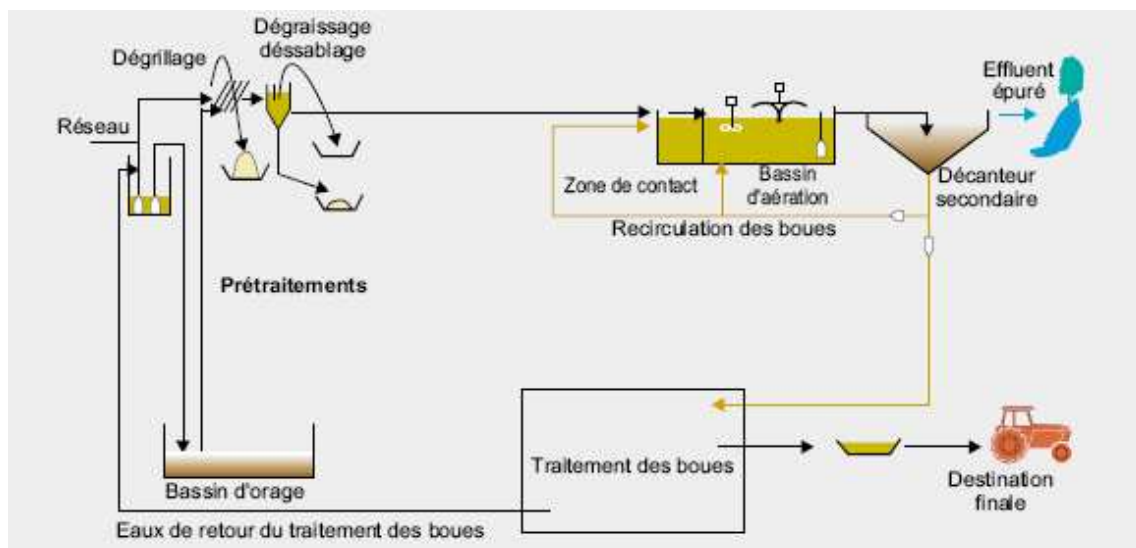 Dégraissage
déssablage
Dégrillage
Effluent
épuré
Réseau
Zone de contact
Bassin
d'aération
Décanteur
secondaire
Recirculation des boues
Prétraitements
Traitement des boues
Bassin d'orage
Destination
finale
Eaux de retour du traitement des boues